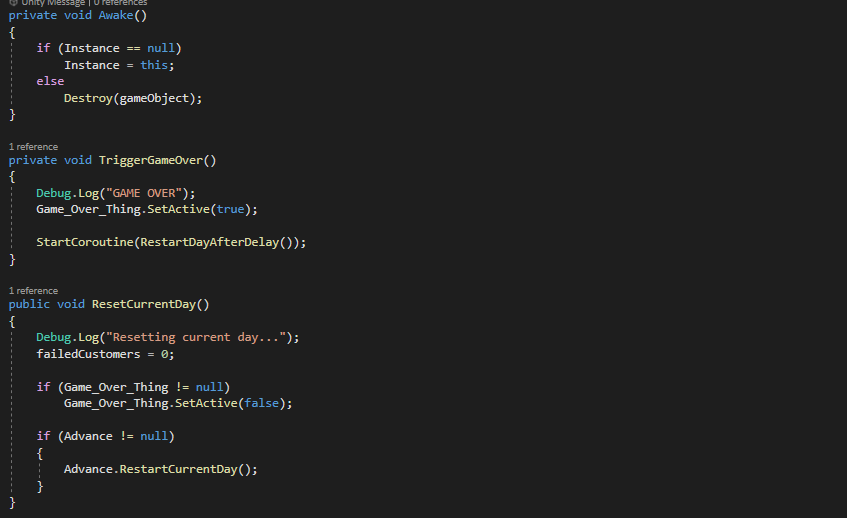 Unity Message | 0 references
private void Awake()
{
if (Instance == null)
Instance = this;
else
Destroy(gameObject);
}
1 reference
private void TriggerGameOver()
{
Debug.Log("GAME OVER");
Game_Over_Thing.SetActive(true);
StartCoroutine(RestartDayAfterDelay());
}
1 reference
public void ResetCurrentDay()
{
Debug.Log("Resetting current day...");
failedCustomers = 0;
if (Game_Over_Thing != null)
Game_Over_Thing.SetActive(false);
if (Advance != null)
{
Advance.RestartCurrentDay();
}
}